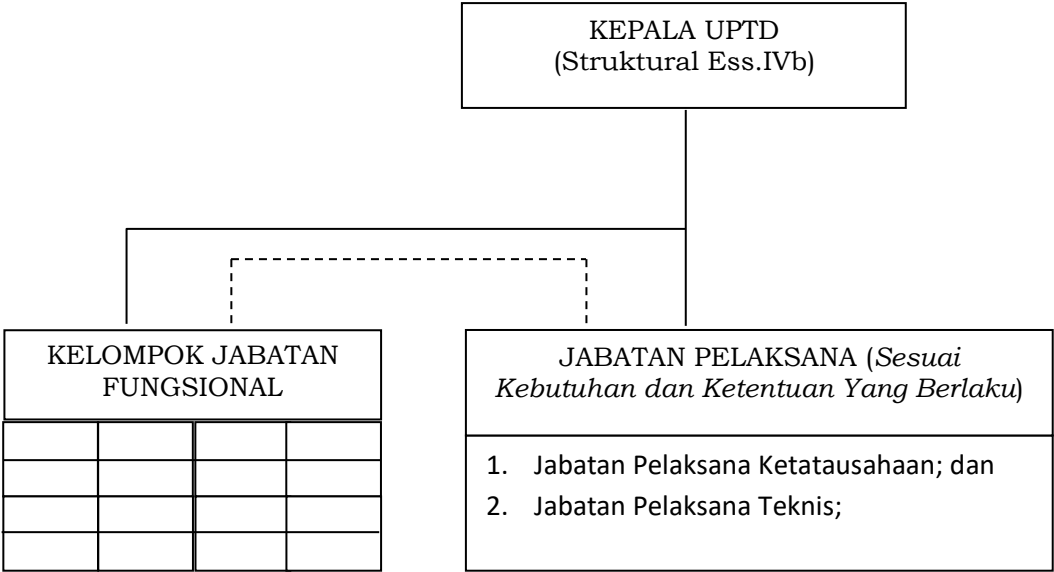 KEPALA UPTD
(Struktural Ess.IVb)
KELOMPOK JABATAN
FUNGSIONAL
JABATAN PELAKSANA (Sesuai
Kebutuhan dan Ketentuan Yang Berlaku)
1. Jabatan Pelaksana Ketatausahaan; dan
2. Jabatan Pelaksana Teknis;